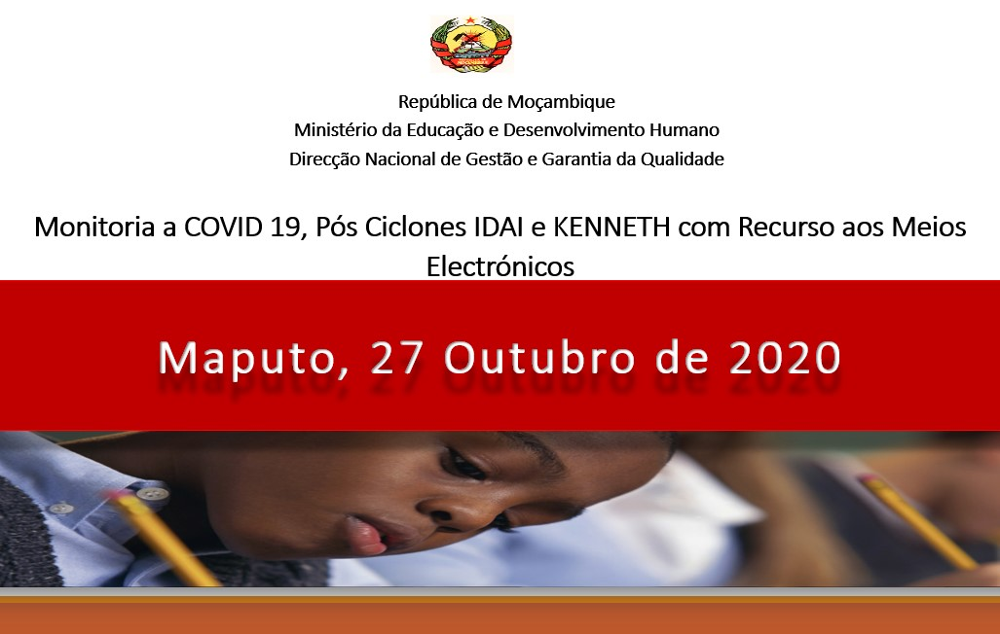 República de Moçambique
Ministério da Educação e Desenvolvimento Humano
Direcção Nacional de Gestão e Garantia da Qualidade
Monitoria a COVID 19, Pós Ciclones IDAI e KENNETH com Recurso aos Meios
Electrónicos
Maputo, 27 Outubro de 2020